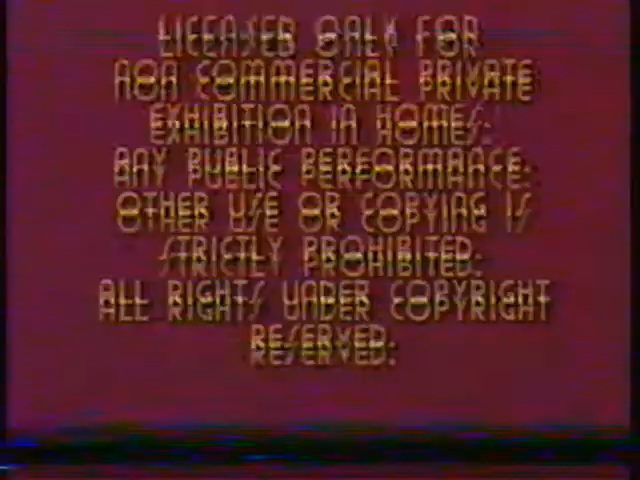 LICENSED ONLY FOR
NON COMMERCIAL PRIVATE
EXHIBITION IN HOMES.
ANY PUBLIC PERFORMANCE.
OTHER USE OR COPYING IS
STRICTLY PROHIBITED.
ALL RIGHTS UNDER COPYRIGHT
RESERVED.